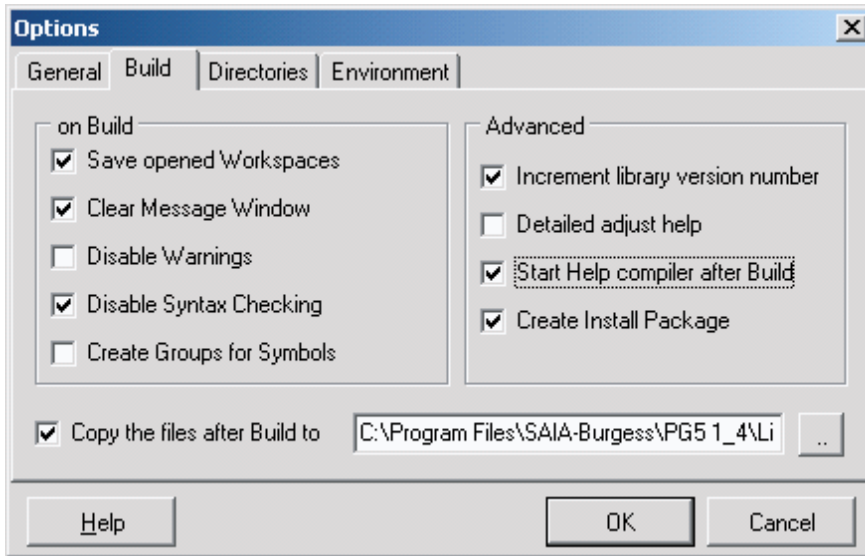 Options
General Build Directories Environment
on Build
Save opened Workspaces
Clear Message Window
Disable Warnings
Disable Syntax Checking
Create Groups for Symbols
Advanced
Increment library version number
Detailed adjust help
Start Help compiler after Build
Create Install Package
Copy the files after Build to C:\Program Files\SAIA-Burgess\PG5 1_4\Li ..
Help OK Cancel